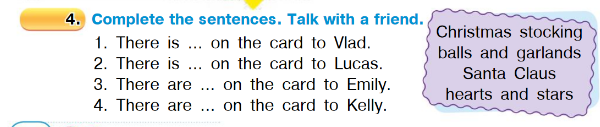 4. Complete the sentences. Talk with a friend.
1. There is ... on the card to Vlad.
2. There is ... on the card to Lucas.
3. There are ... on the card to Emily.
4. There are ... on the card to Kelly.
Christmas stocking
balls and garlands
Santa Claus
hearts and stars